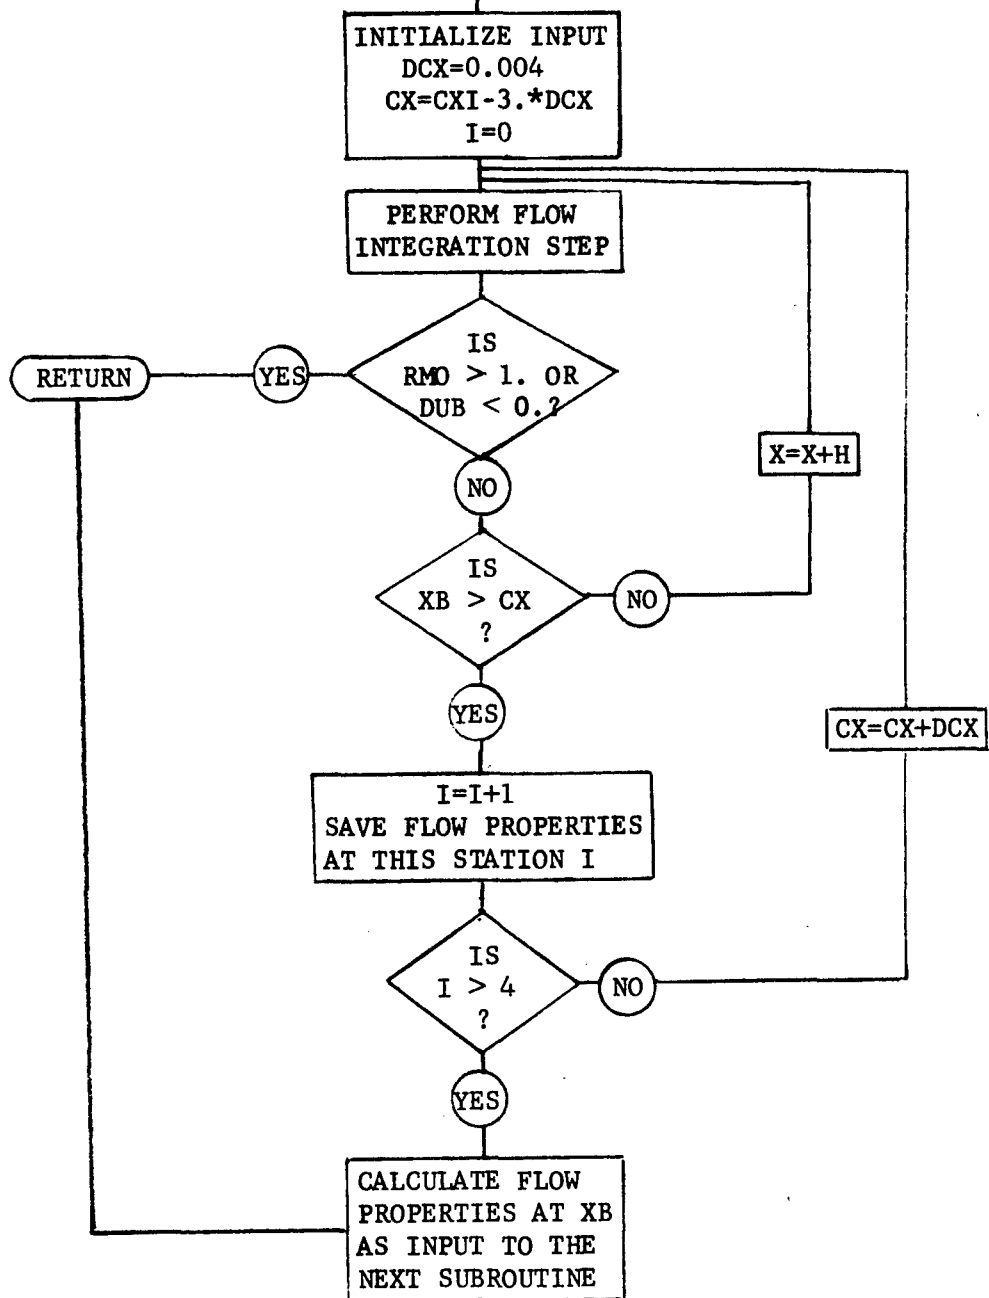 INITIALIZE INPUT
DCX=0.004
CX=CXI-3.*DCX
I=0
PERFORM FLOW
INTEGRATION STEP
IS
RMO > 1. OR
DUB < 0.?
YES
RETURN
NO
X=X+H
IS
XB > CX
?
NO
YES
CX=CX+DCX
I=I+1
SAVE FLOW PROPERTIES
AT THIS STATION I
IS
I > 4
?
NO
YES
CALCULATE FLOW
PROPERTIES AT XB
AS INPUT TO THE
NEXT SUBROUTINE